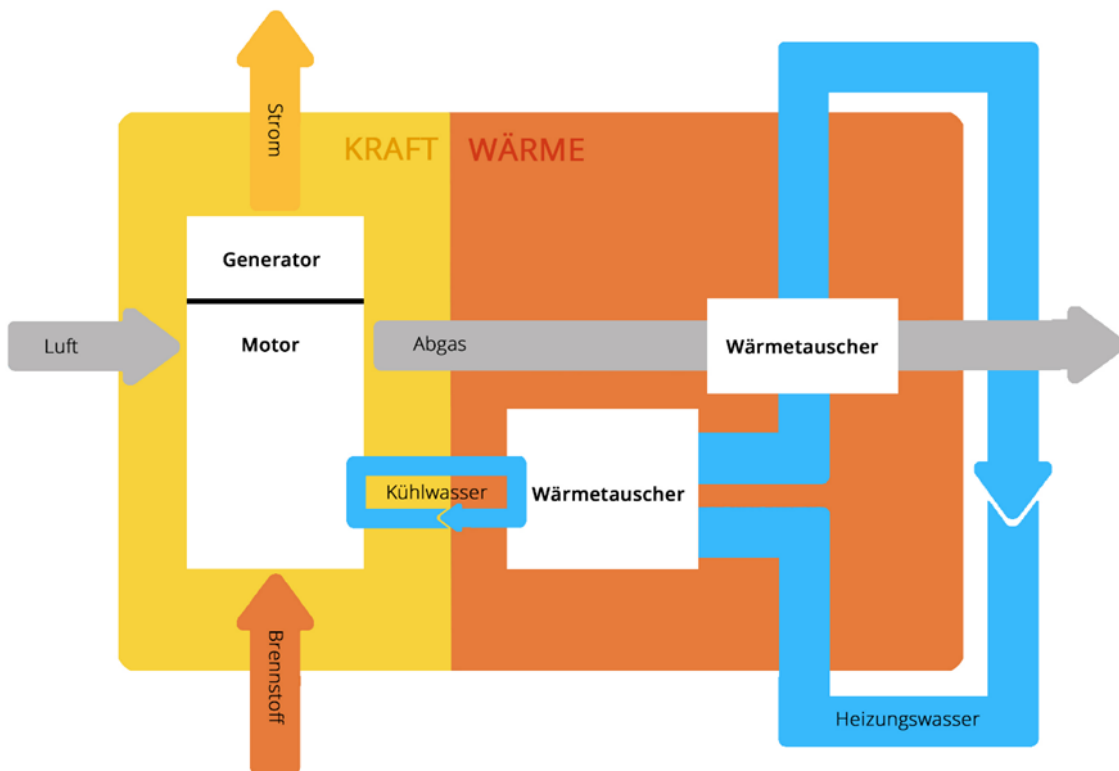 Strom
KRAFT WÄRME
Generator
Luft
Motor
Abgas
Wärmetauscher
Kühlwasser
Wärmetauscher
Brennstoff
Heizungswasser